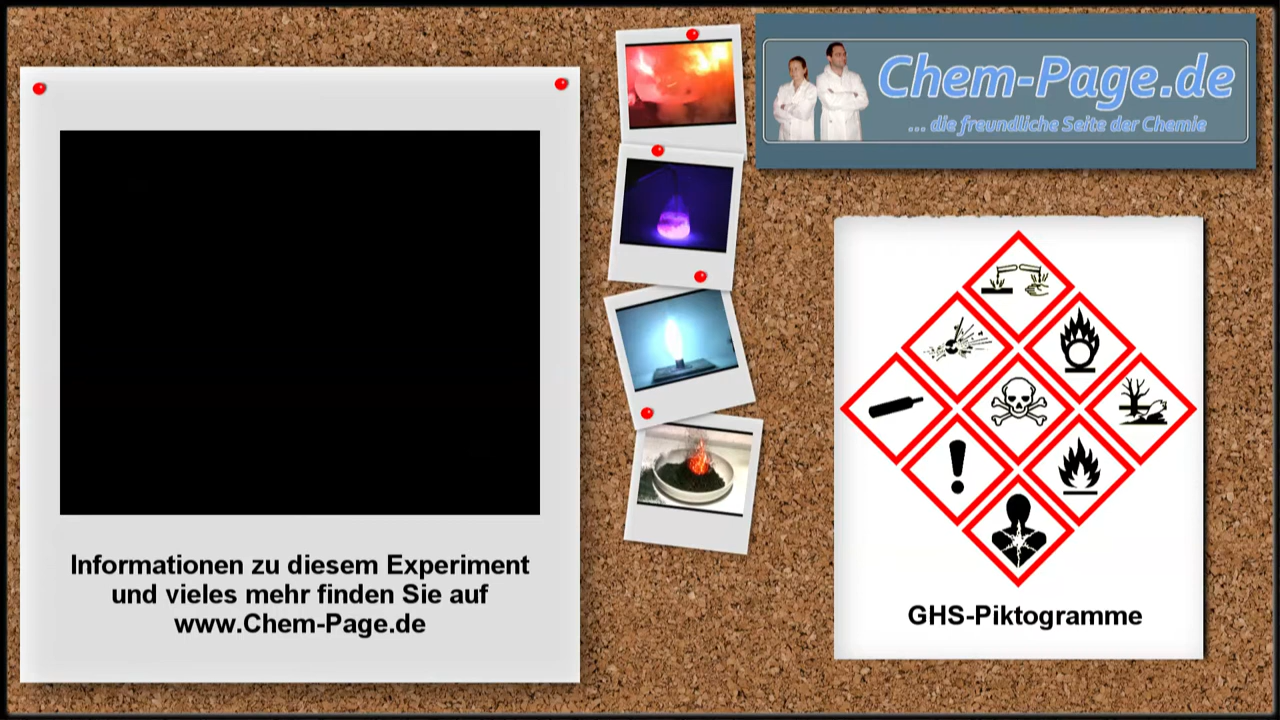 Chem-Page.de
... die freundliche Seite der Chemie
Informationen zu diesem Experiment
und vieles mehr finden Sie auf
www.Chem-Page.de
GHS-Piktogramme